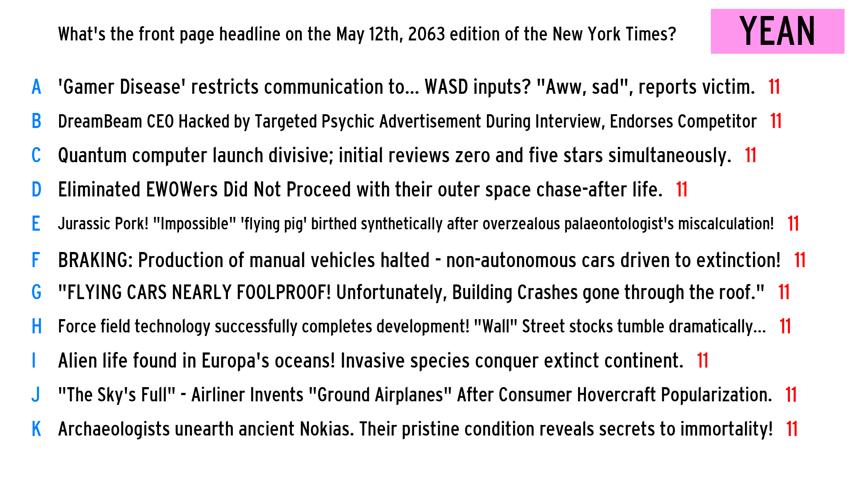 What's the front page headline on the May 12th, 2063 edition of the New York Times?
YEAN
A 'Gamer Disease' restricts communication to... WASD inputs? "Aww, sad", reports victim. 11
B DreamBeam CEO Hacked by Targeted Psychic Advertisement During Interview, Endorses Competitor 11
C Quantum computer launch divisive; initial reviews zero and five stars simultaneously. 11
D Eliminated EWOWers Did Not Proceed with their outer space chase-after life. 11
E Jurassic Pork! "Impossible" 'flying pig' birthed synthetically after overzealous palaeontologist's miscalculation! 11
F BRAKING: Production of manual vehicles halted - non-autonomous cars driven to extinction! 11
G "FLYING CARS NEARLY FOOLPROOF! Unfortunately, Building Crashes gone through the roof." 11
H Force field technology successfully completes development! "Wall" Street stocks tumble dramatically... 11
I Alien life found in Europa's oceans! Invasive species conquer extinct continent. 11
J "The Sky's Full" - Airliner Invents "Ground Airplanes" After Consumer Hovercraft Popularization. 11
K Archaeologists unearth ancient Nokias. Their pristine condition reveals secrets to immortality! 11